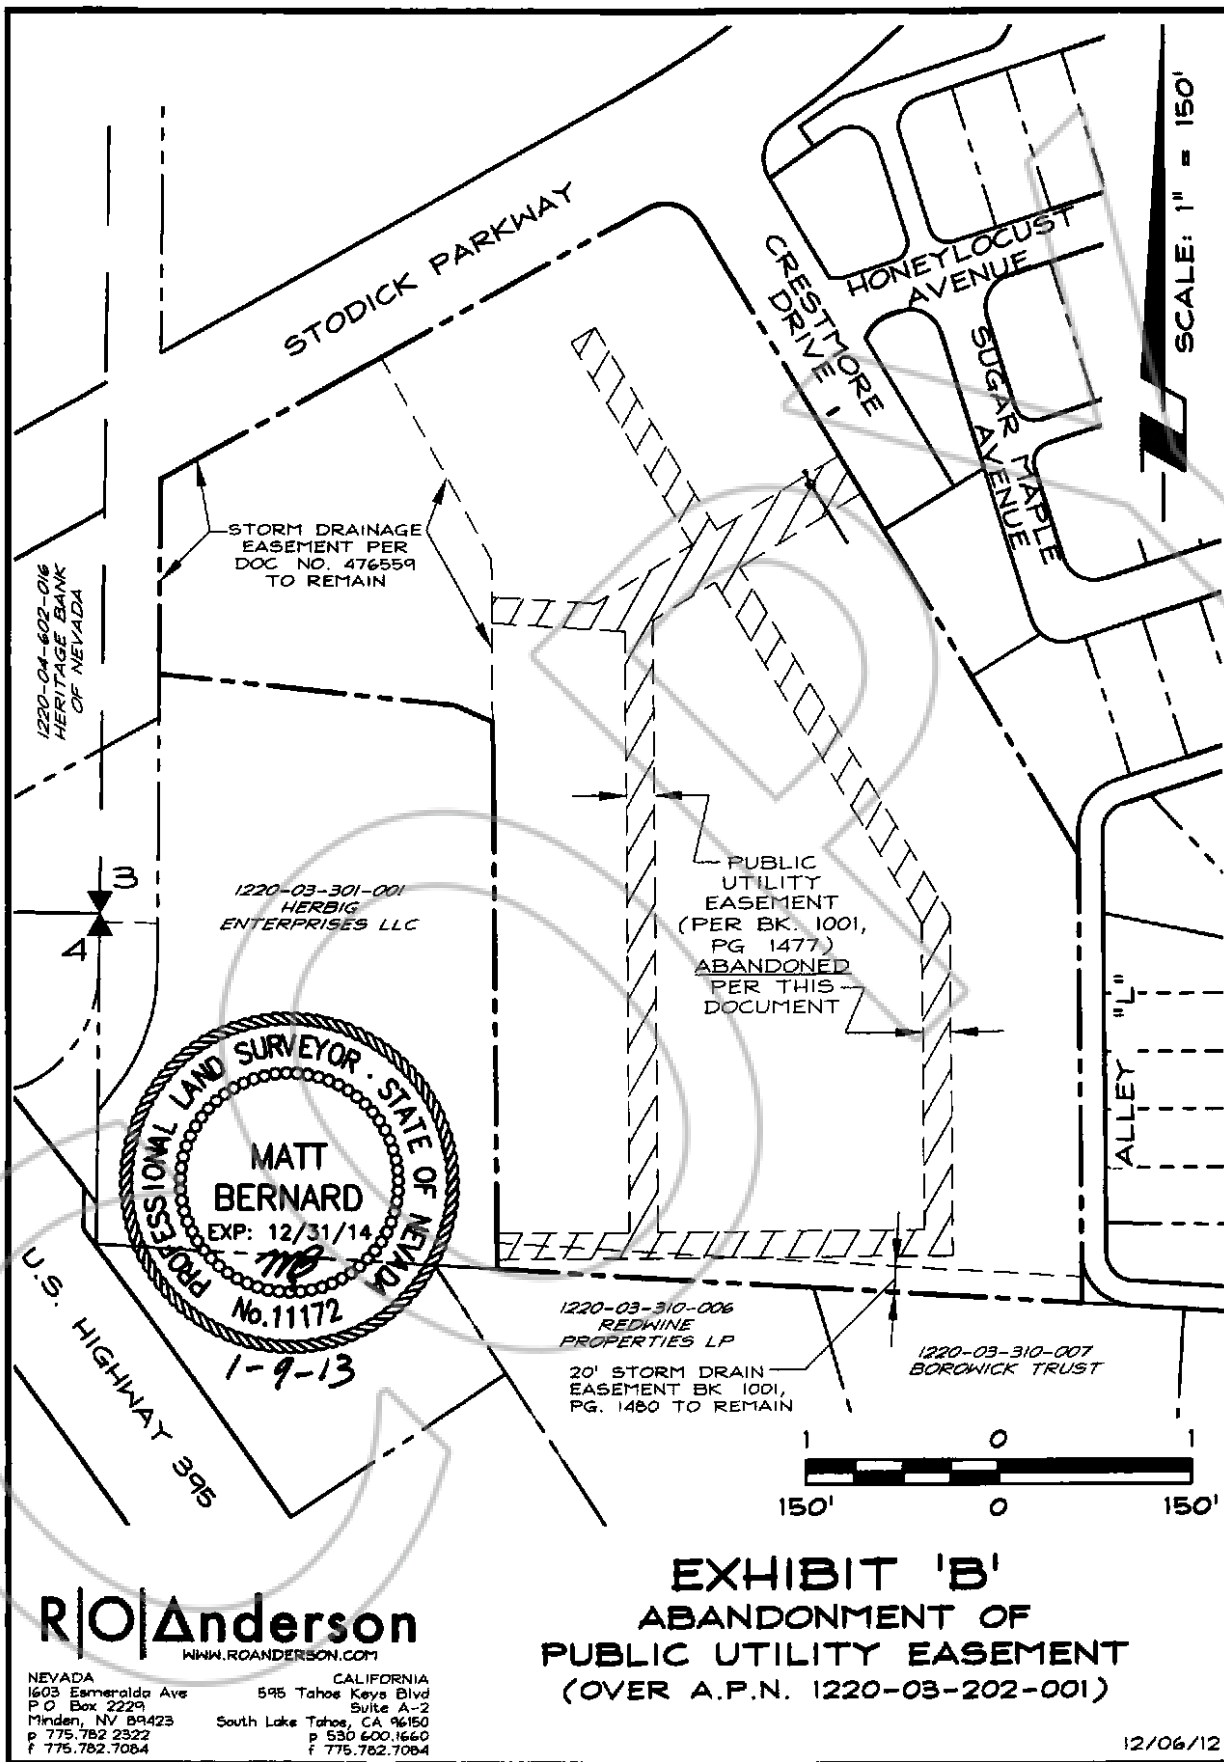 SCALE: 1" = 150'
STODICK PARKWAY
CRESTMORE
DRIVE
HONEYLOCUST
AVENUE
SUGAR MAPLE
AVENUE
STORM DRAINAGE
EASEMENT PER
DOC NO. 476559
TO REMAIN
1220-04-602-016
HERITAGE BANK
OF NEVADA
3
4
1220-03-301-001
HERBIG
ENTERPRISES LLC
PUBLIC
UTILITY
EASEMENT
(PER BK. 1001,
PG 1477)
ABANDONED
PER THIS
DOCUMENT
ALLEY "L"
PROFESSIONAL LAND SURVEYOR . STATE OF NEVADA
MATT
BERNARD
EXP: 12/31/14
MB
No. 11172
1-9-13
U.S. HIGHWAY 395
1220-03-310-006
REDWINE
PROPERTIES LP
20' STORM DRAIN
EASEMENT BK 1001,
PG. 1480 TO REMAIN
1220-03-310-007
BOROWICK TRUST
1 0 1
150' 0 150'
EXHIBIT 'B'
ABANDONMENT OF
PUBLIC UTILITY EASEMENT
(OVER A.P.N. 1220-03-202-001)
R|O|Anderson
WWW.ROANDERSON.COM
NEVADA
1603 Esmeralda Ave
P O Box 2229
Minden, NV 89423
p 775.782 2322
f 775.782.7084
CALIFORNIA
595 Tahoe Keys Blvd
Suite A-2
South Lake Tahoe, CA 96150
p 530 600.1660
f 775.782.7084
12/06/12
COPY